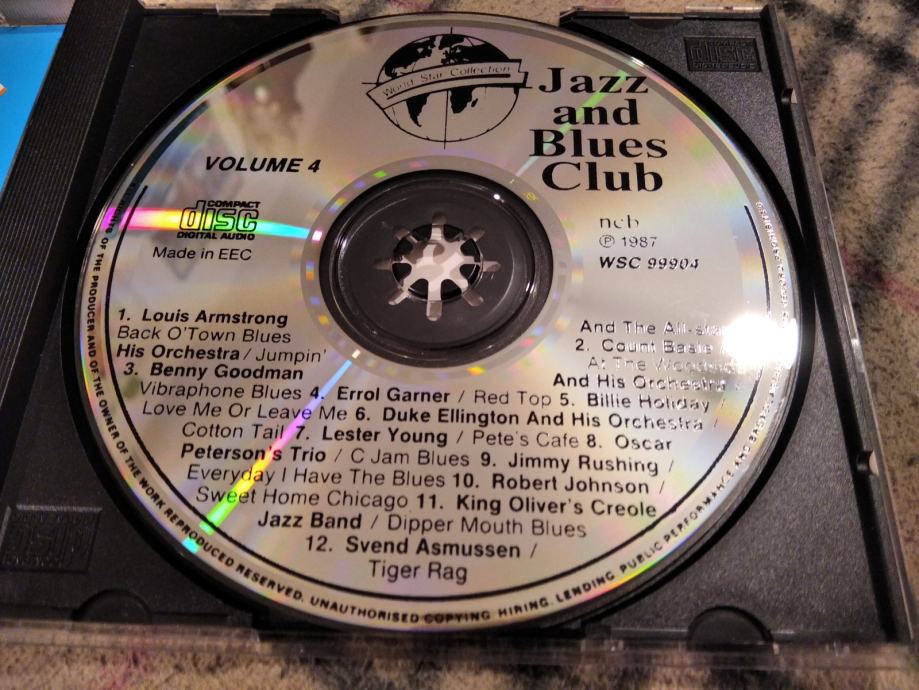 World Star Collection
Jazz
and
Blues
Club
VOLUME 4
COMPACT
disc
DIGITAL AUDIO
Made in EEC
ncb
Ⓟ 1987
WSC 99904
1. Louis Armstrong And The All-sta
Back O'Town Blues 2. Count Basie
His Orchestra / Jumpin' At The
3. Benny Goodman And His Orchestra
Vibraphone Blues 4. Errol Garner / Red Top 5. Billie Holiday /
Love Me Or Leave Me 6. Duke Ellington And His Orchestra /
Cotton Tail 7. Lester Young / Pete's Cafe 8. Oscar
Peterson's Trio / C Jam Blues 9. Jimmy Rushing /
Everyday I Have The Blues 10. Robert Johnson /
Sweet Home Chicago 11. King Oliver's Creole
Jazz Band / Dipper Mouth Blues
12. Svend Asmussen /
Tiger Rag
OF THE PRODUCER AND OF THE OWNER OF THE WORK REPRODUCED RESERVED. UNAUTHORISED COPYING, HIRING, LENDING, PUBLIC PERFORMANCE AND